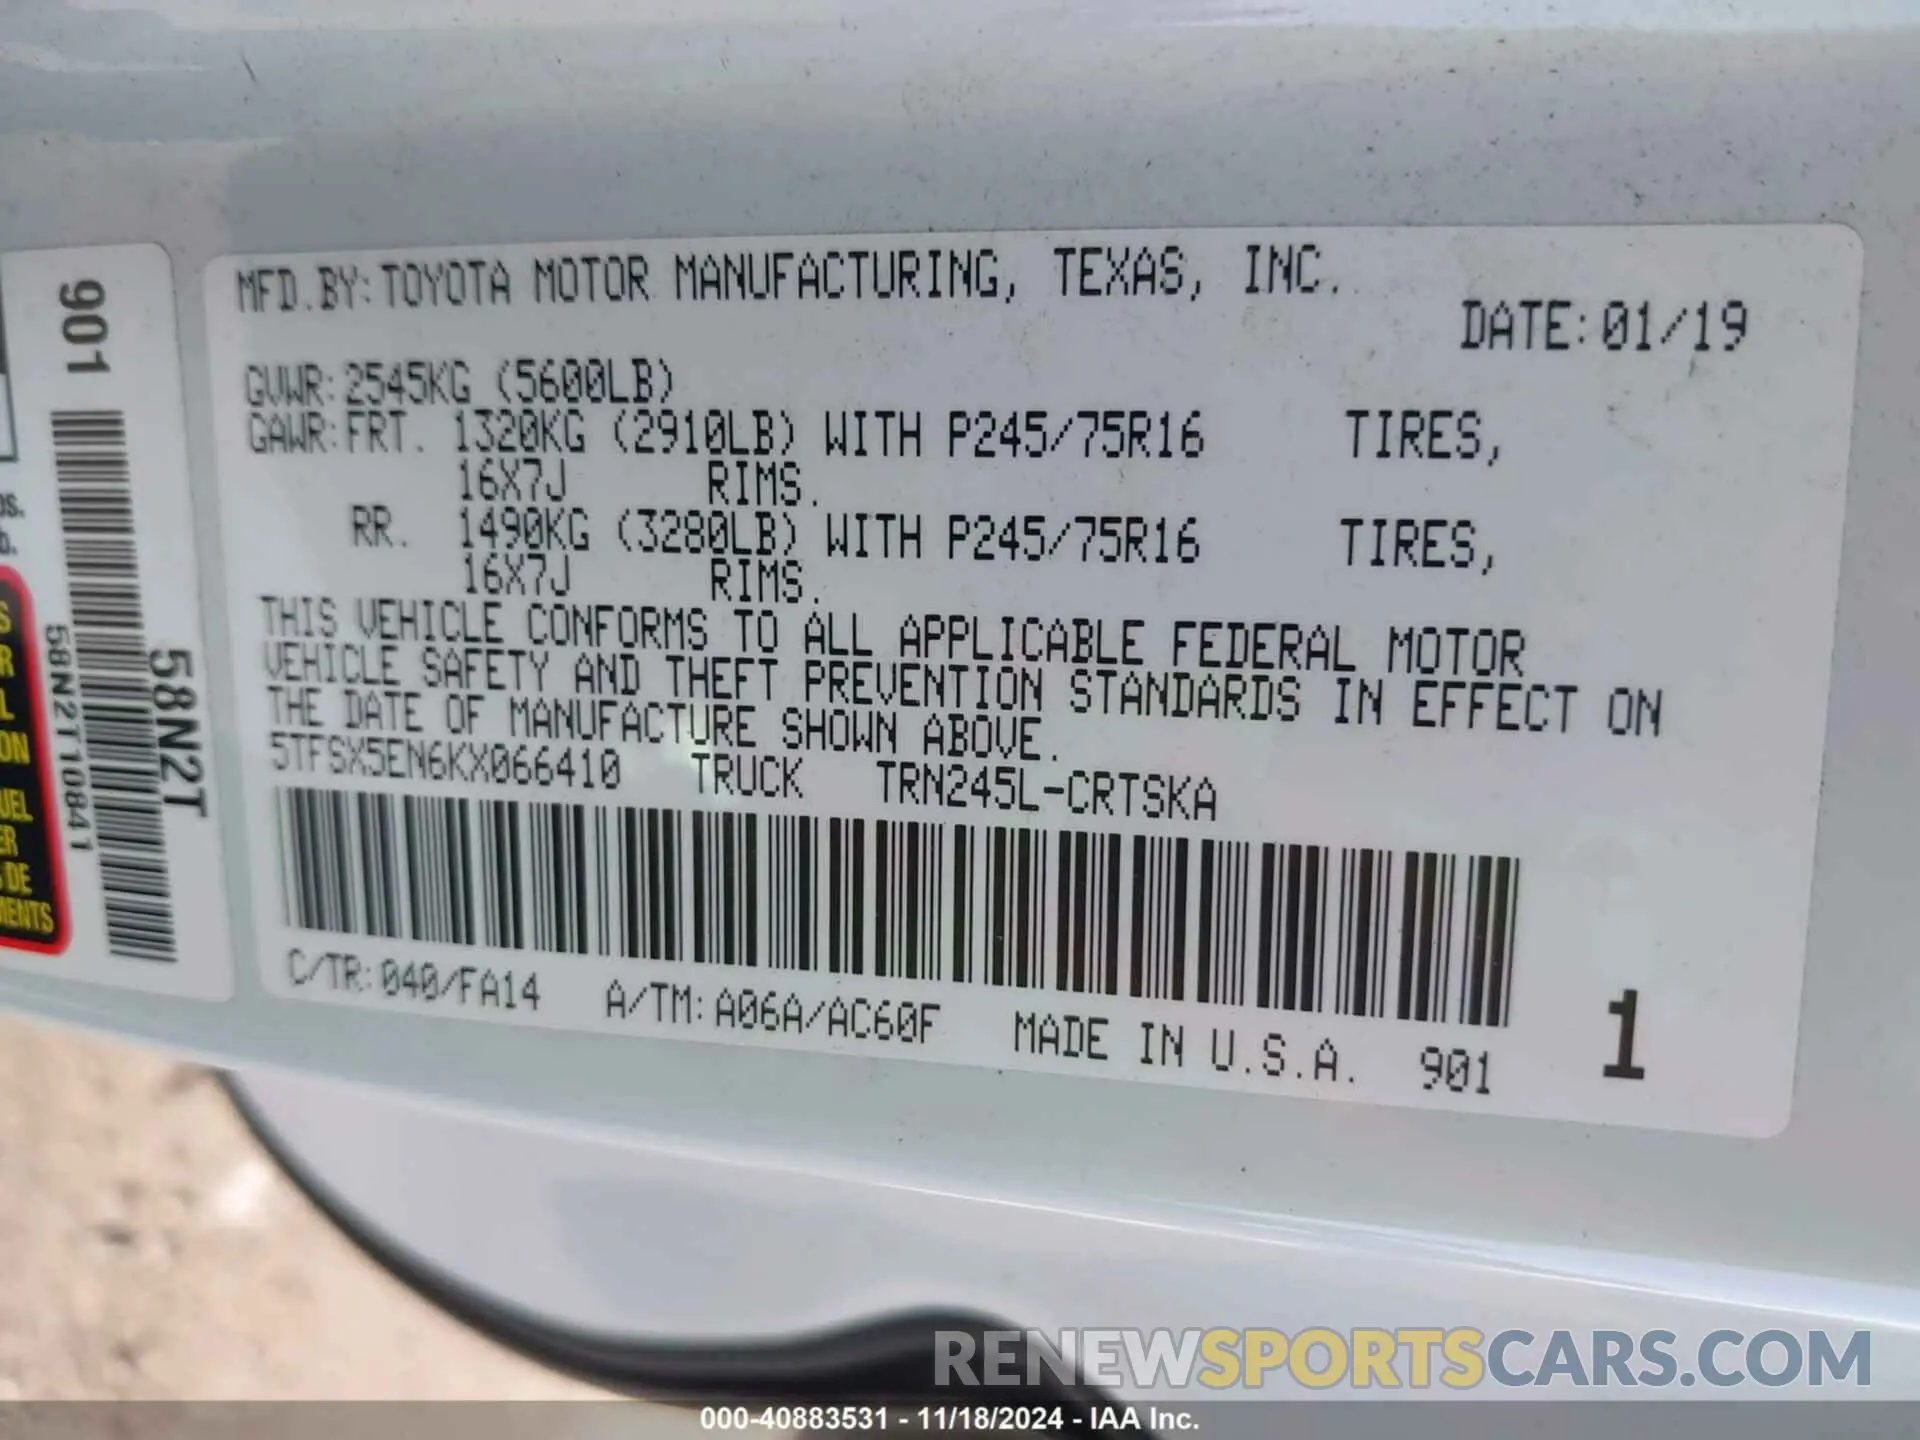 MFD.BY:TOYOTA MOTOR MANUFACTURING, TEXAS, INC.
DATE:01/19
GVWR:2545KG (5600LB)
GAWR:FRT. 1320KG (2910LB) WITH P245/75R16 TIRES,
16X7J RIMS.
RR. 1490KG (3280LB) WITH P245/75R16 TIRES,
16X7J RIMS.
THIS VEHICLE CONFORMS TO ALL APPLICABLE FEDERAL MOTOR
VEHICLE SAFETY AND THEFT PREVENTION STANDARDS IN EFFECT ON
THE DATE OF MANUFACTURE SHOWN ABOVE.
5TFSX5EN6KX066410 TRUCK TRN245L-CRTSKA
C/TR:040/FA14 A/TM:A06A/AC60F MADE IN U.S.A. 901
1
901
58N2T10841
58N2T
DE
RENEWSPORTSCARS.COM
000-40883531 - 11/18/2024 - IAA Inc.